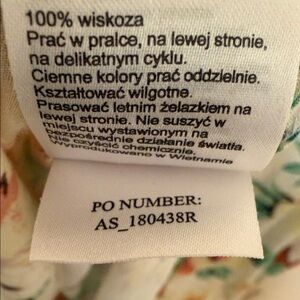 100% wiskoza
Prać w pralce, na lewej stronie,
na delikatnym cyklu.
Ciemne kolory prać oddzielnie.
Kształtować wilgotne.
Prasować letnim żelazkiem na
lewej stronie. Nie suszyć w
miejscu wystawionym na
bezpośrednie działanie światła.
Nie czyścić chemicznie.
Wyprodukowano w Wietnamie
PO NUMBER:
AS_180438R